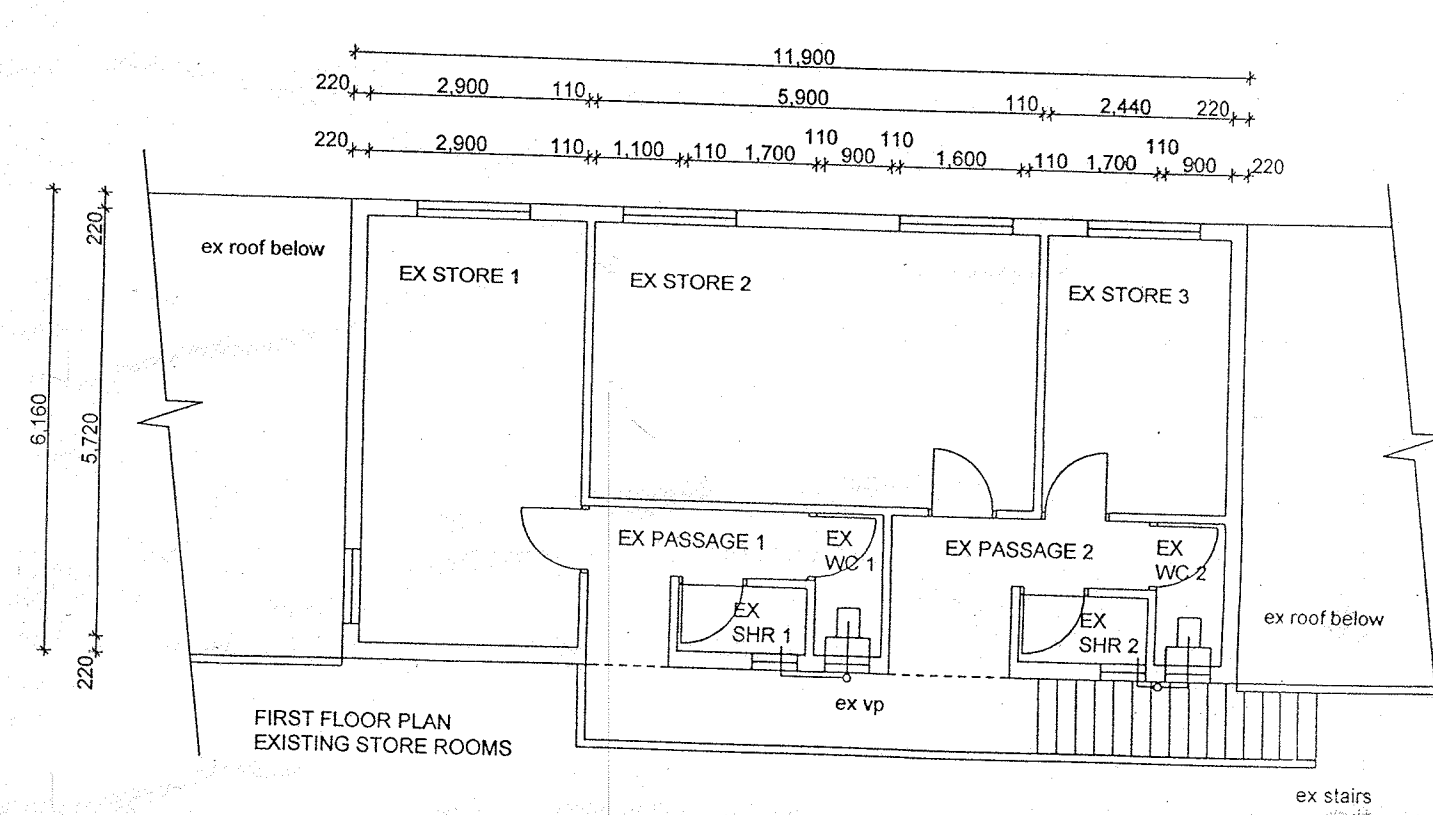 11,900
220 2,900 110 5,900 110 2,440 220
110 110 110
220 2,900 110 1,100 110 1,700 900 1,600 110 1,700 900 220
220
6,160
5,720
220
ex roof below
EX STORE 1
EX STORE 2
EX STORE 3
EX PASSAGE 1
EX
WC 1
EX PASSAGE 2
EX
WC 2
EX
SHR 1
EX
SHR 2
ex roof below
ex vp
FIRST FLOOR PLAN
EXISTING STORE ROOMS
ex stairs